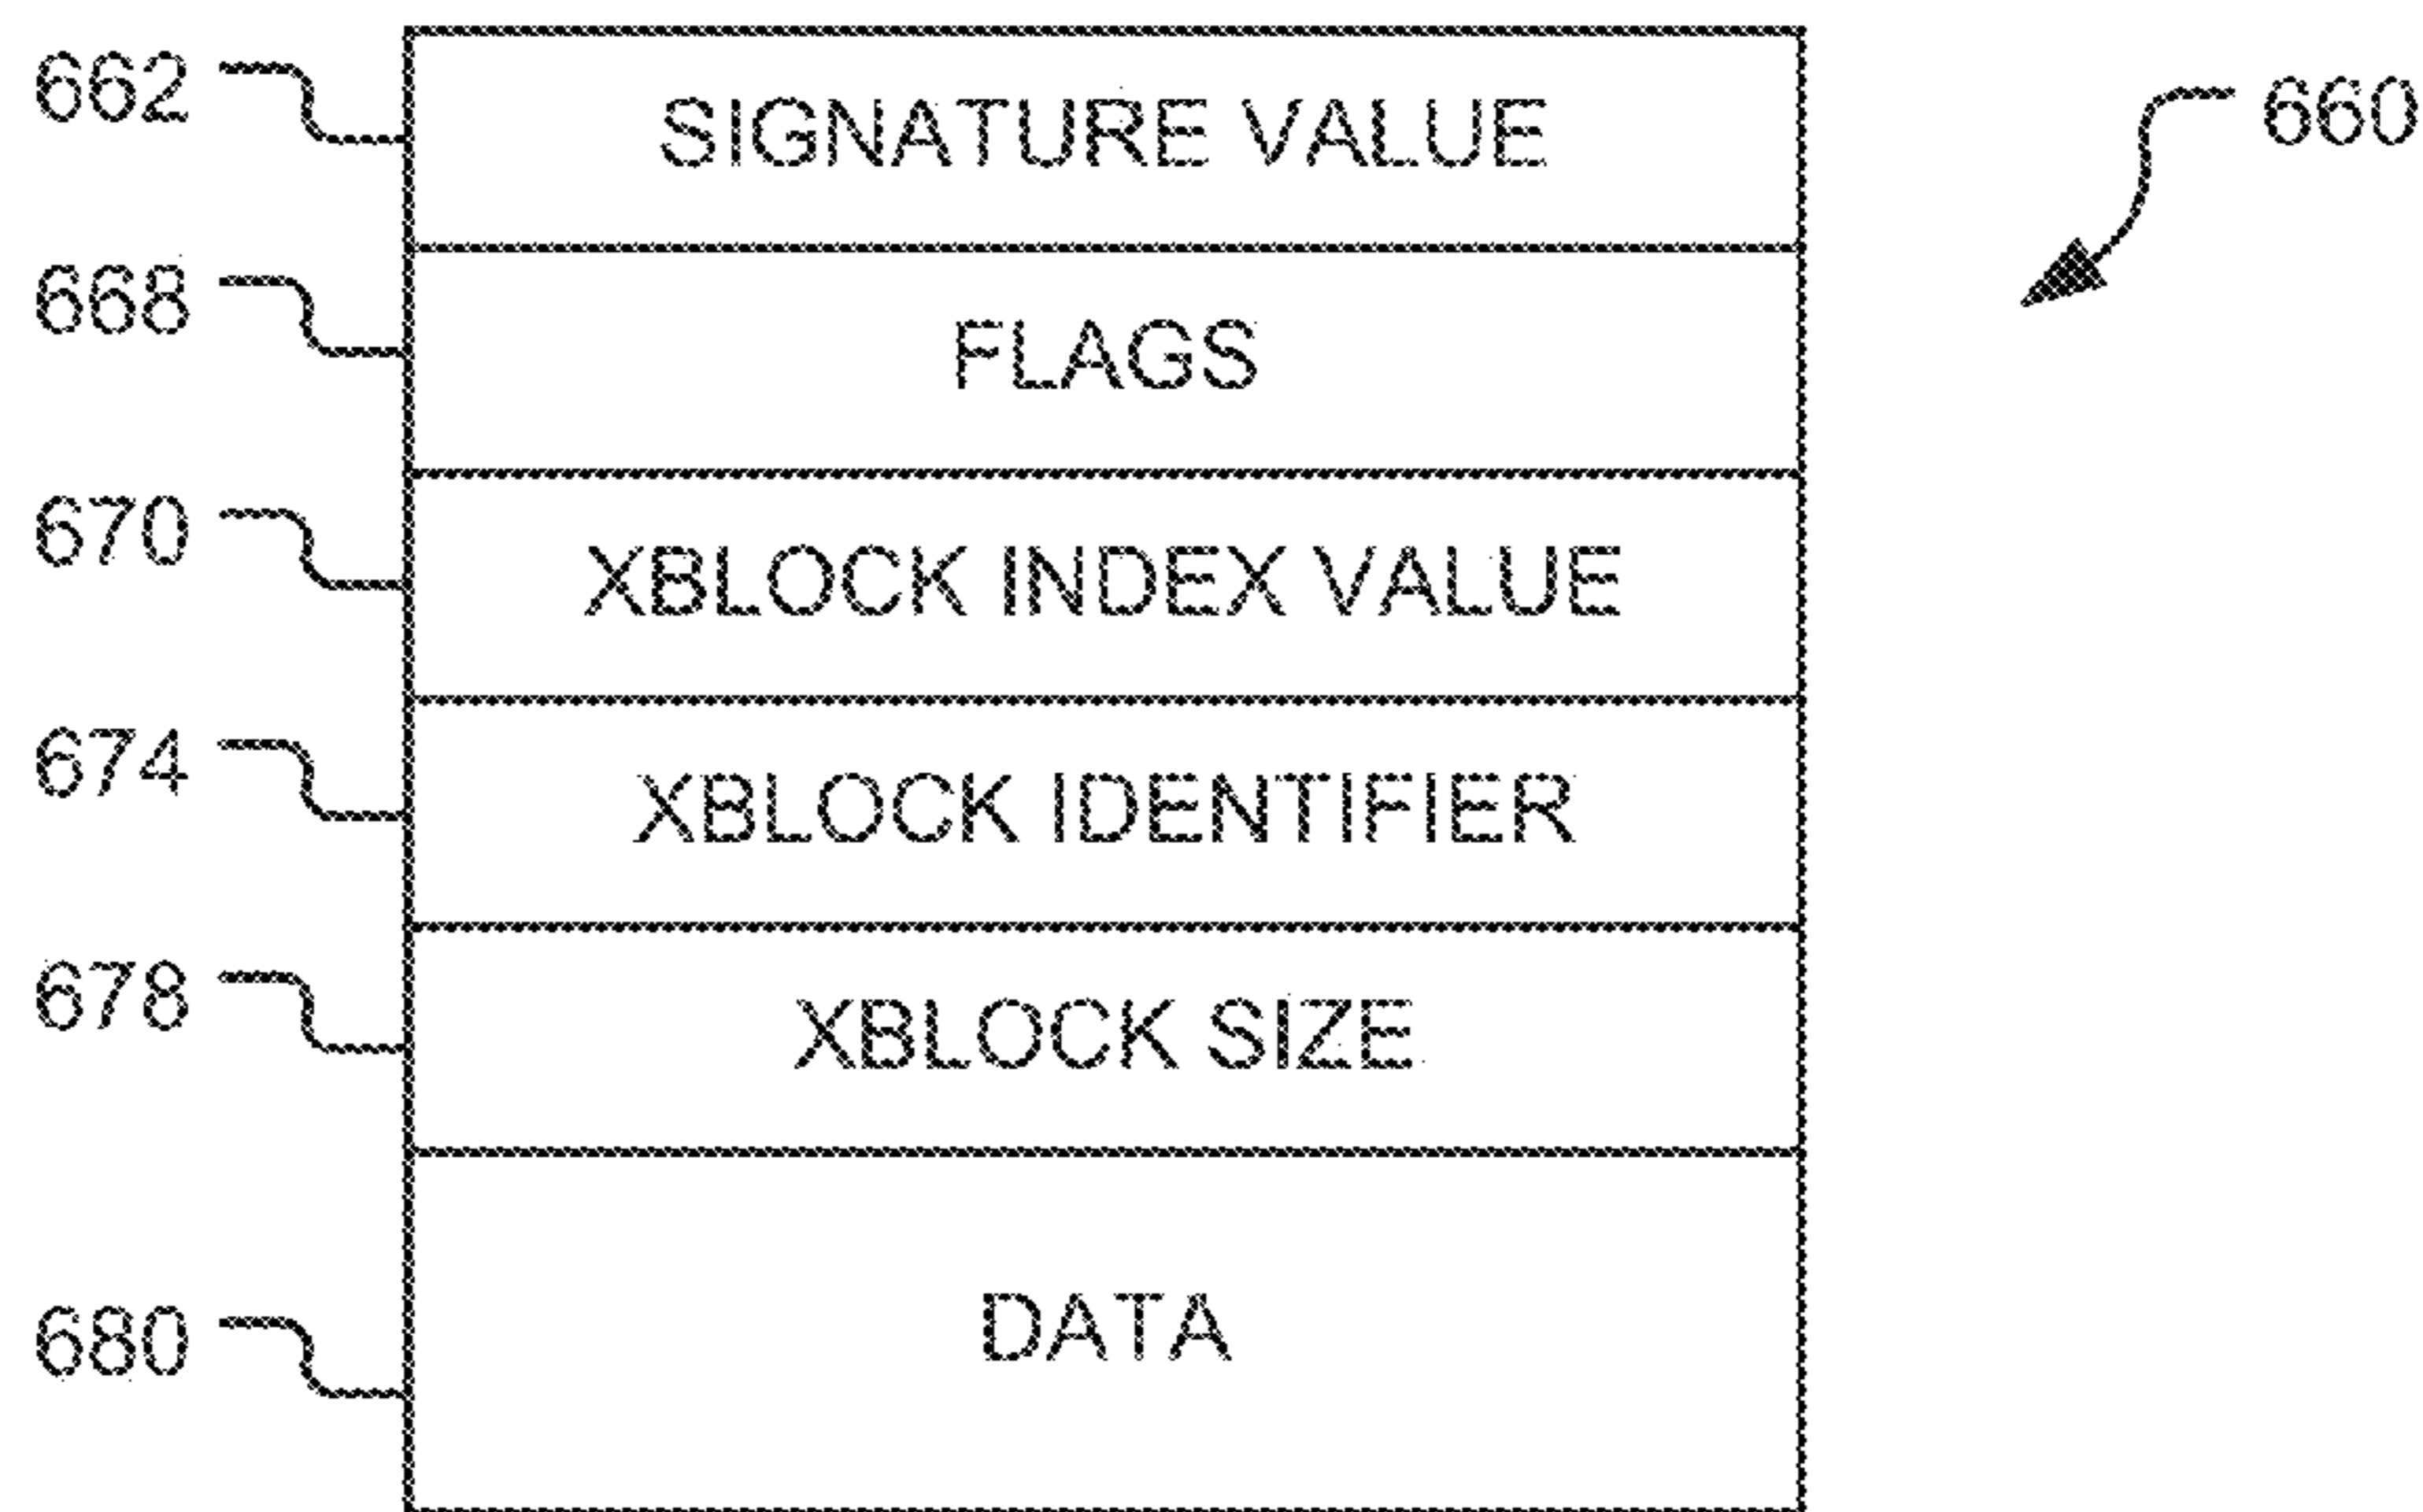 662 SIGNATURE VALUE 660
668 FLAGS
670 XBLOCK INDEX VALUE
674 XBLOCK IDENTIFIER
678 XBLOCK SIZE
680 DATA